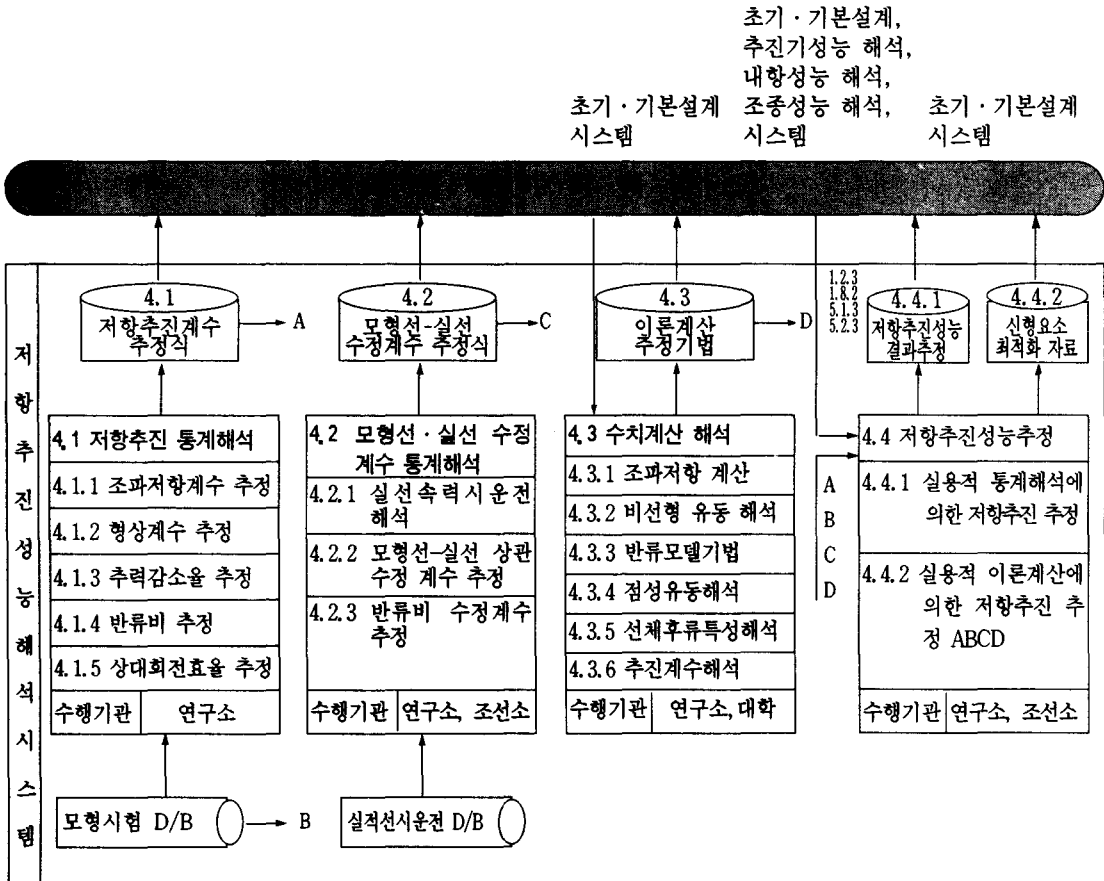 초기 · 기본설계
시스템
초기 · 기본설계,
추진기성능 해석,
내항성능 해석,
조종성능 해석,
시스템
초기 · 기본설계
시스템
저항추진성능해석시스템
4.1
저항추진계수
추정식
A
4.2
모형선-실선
수정계수 추정식
C
4.3
이론계산
추정기법
D
1.2.3
1.8.2
5.1.3
5.2.3
4.4.1
저항추진성능
결과추정
4.4.2
선형요소
최적화 자료
4.1 저항추진 통계해석
4.1.1 조파저항계수 추정
4.1.2 형상계수 추정
4.1.3 추력감소율 추정
4.1.4 반류비 추정
4.1.5 상대회전효율 추정
수행기관 연구소
4.2 모형선 · 실선 수정
계수 통계해석
4.2.1 실선속력시운전
해석
4.2.2 모형선-실선 상관
수정 계수 추정
4.2.3 반류비 수정계수
추정
수행기관 연구소, 조선소
4.3 수치계산 해석
4.3.1 조파저항 계산
4.3.2 비선형 유동 해석
4.3.3 반류모델기법
4.3.4 점성유동해석
4.3.5 선체후류특성해석
4.3.6 추진계수해석
수행기관 연구소, 대학
A
B
C
D
4.4 저항추진성능추정
4.4.1 실용적 통계해석에
의한 저항추진 추정
4.4.2 실용적 이론계산에
의한 저항추진 추
정 ABCD
수행기관 연구소, 조선소
모형시험 D/B
B
실적선시운전 D/B